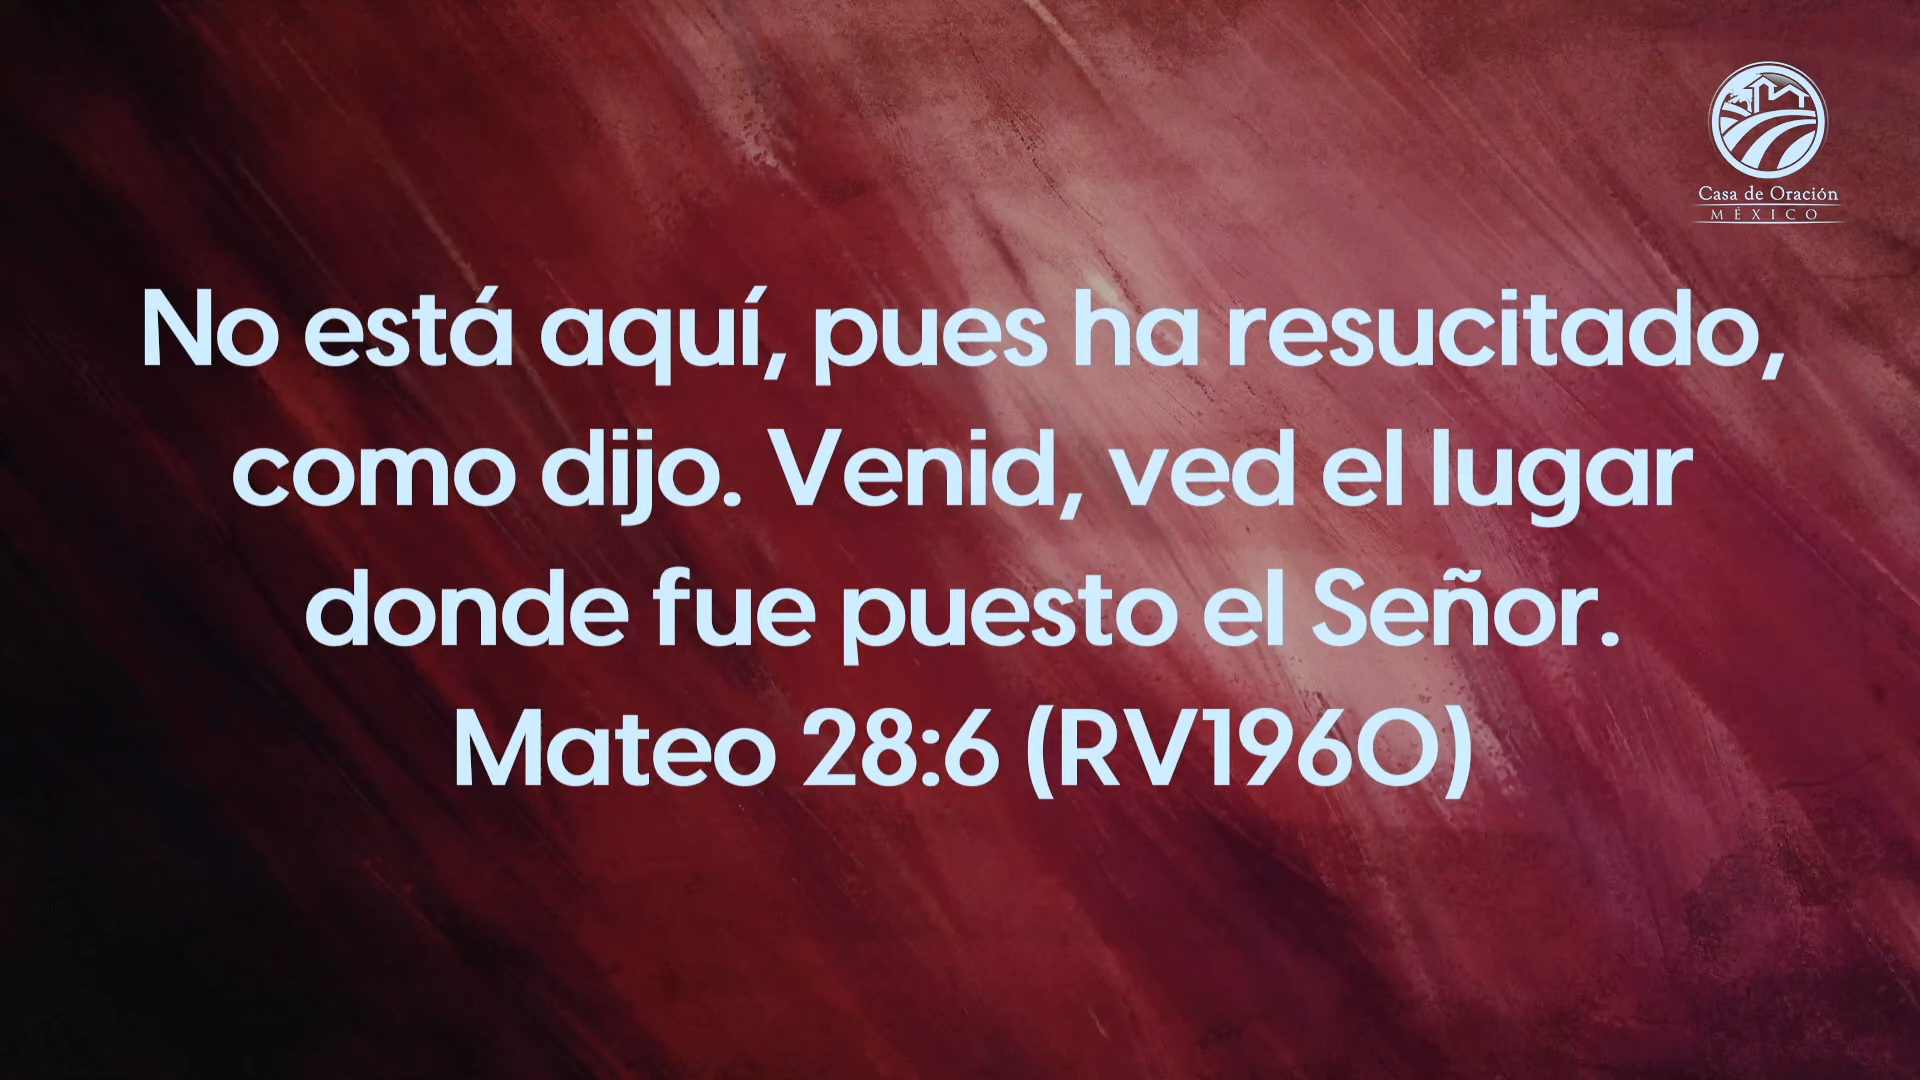 Casa de Oración
MÉXICO
No está aquí, pues ha resucitado,
como dijo. Venid, ved el lugar
donde fue puesto el Señor.
Mateo 28:6 (RV1960)